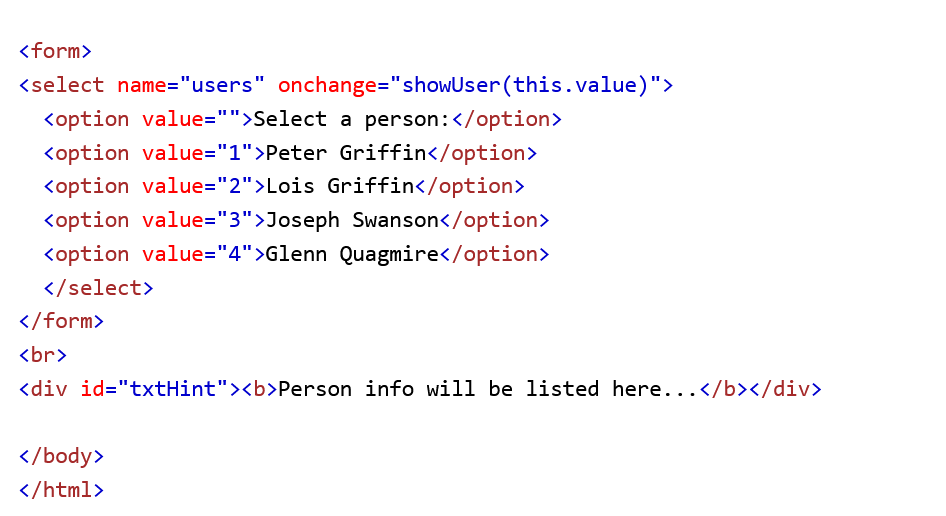 <form>
<select name="users" onchange="showUser(this.value)">
  <option value="">Select a person:</option>
  <option value="1">Peter Griffin</option>
  <option value="2">Lois Griffin</option>
  <option value="3">Joseph Swanson</option>
  <option value="4">Glenn Quagmire</option>
  </select>
</form>
<br>
<div id="txtHint"><b>Person info will be listed here...</b></div>
</body>
</html>